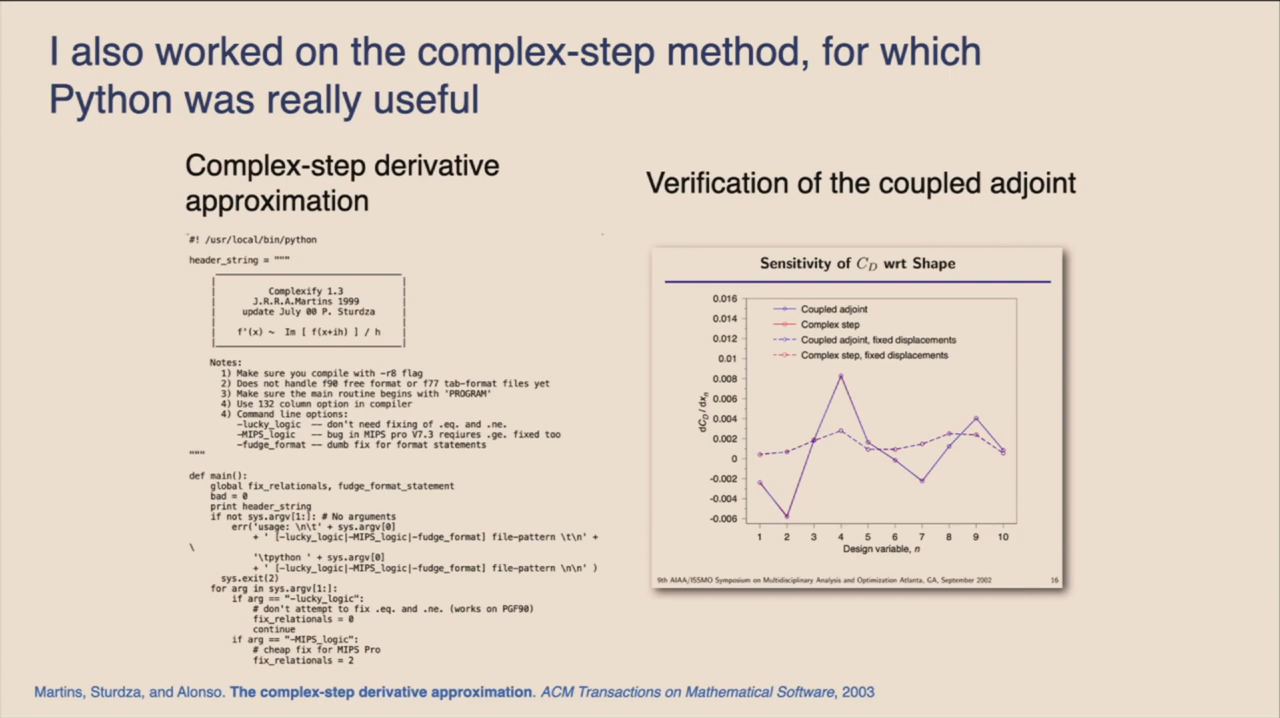 I also worked on the complex-step method, for which
Python was really useful
Complex-step derivative
approximation
#! /usr/local/bin/python
header_string = """
Complexify 1.3
J.R.R.A.Martins 1999
update July 00 P. Sturdza
f'(x) ~ Im [ f(x+ih) ] / h
Notes:
1) Make sure you compile with -r8 flag
2) Does not handle f90 free format or f77 tab-format files yet
3) Make sure the main routine begins with 'PROGRAM'
4) Use 132 column option in compiler
4) Command line options:
-lucky_logic -- don't need fixing of .eq. and .ne.
-MIPS_logic -- bug in MIPS pro V7.3 reqiures .ge. fixed too
-fudge_format -- dumb fix for format statements
"""
def main():
global fix_relationals, fudge_format_statement
bad = 0
print header_string
if not sys.argv[1:]: # No arguments
err('usage: \n\t' + sys.argv[0]
+ ' [-lucky_logic|-MIPS_logic|-fudge_format] file-pattern \t\n' +
\
'\tpython ' + sys.argv[0]
+ ' [-lucky_logic|-MIPS_logic|-fudge_format] file-pattern \n\n' )
sys.exit(2)
for arg in sys.argv[1:]:
if arg == "-lucky_logic":
# don't attempt to fix .eq. and .ne. (works on PGF90)
fix_relationals = 0
continue
if arg == "-MIPS_logic":
# cheap fix for MIPS Pro
fix_relationals = 2
Verification of the coupled adjoint
Sensitivity of C_D wrt Shape
0.016
0.014
0.012
0.01
0.008
0.006
0.004
0.002
0
-0.002
-0.004
-0.006
dC_D / dx_n
Coupled adjoint
Complex step
Coupled adjoint, fixed displacements
Complex step, fixed displacements
1 2 3 4 5 6 7 8 9 10
Design variable, n
9th AIAA/ISSMO Symposium on Multidisciplinary Analysis and Optimization Atlanta, GA, September 2002 16
Martins, Sturdza, and Alonso. The complex-step derivative approximation. ACM Transactions on Mathematical Software, 2003